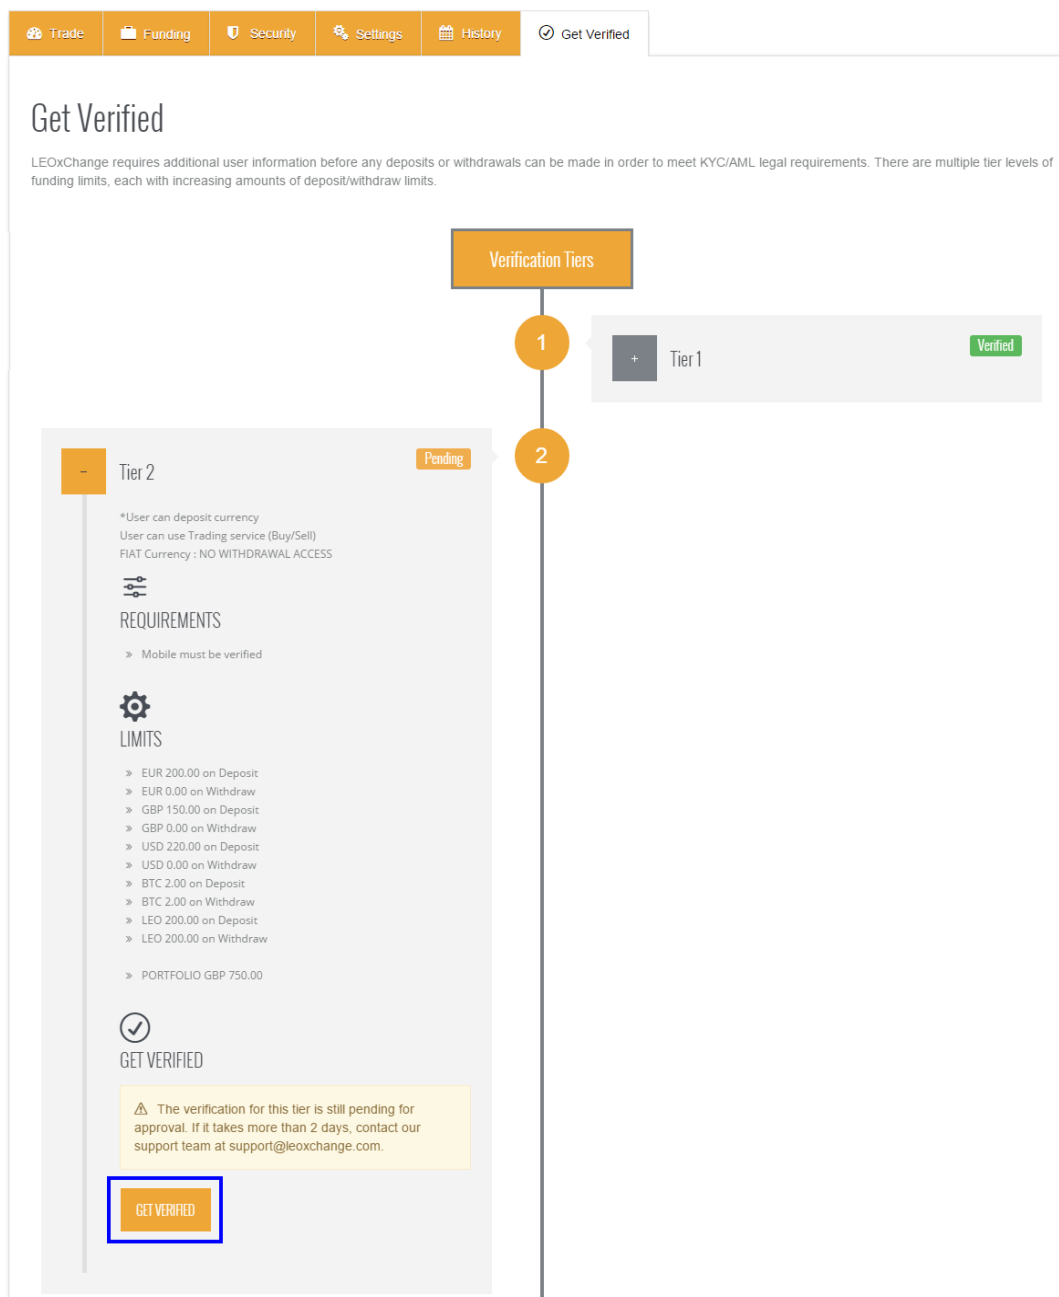 Trade
Funding
Security
Settings
History
Get Verified
Get Verified
LEOxChange requires additional user information before any deposits or withdrawals can be made in order to meet KYC/AML legal requirements. There are multiple tier levels of
funding limits, each with increasing amounts of deposit/withdraw limits.
Verification Tiers
1
+
Tier 1
Verified
2
–
Tier 2
Pending
*User can deposit currency
User can use Trading service (Buy/Sell)
FIAT Currency : NO WITHDRAWAL ACCESS
REQUIREMENTS
» Mobile must be verified
LIMITS
» EUR 200.00 on Deposit
» EUR 0.00 on Withdraw
» GBP 150.00 on Deposit
» GBP 0.00 on Withdraw
» USD 220.00 on Deposit
» USD 0.00 on Withdraw
» BTC 2.00 on Deposit
» BTC 2.00 on Withdraw
» LEO 200.00 on Deposit
» LEO 200.00 on Withdraw
» PORTFOLIO GBP 750.00
GET VERIFIED
The verification for this tier is still pending for
approval. If it takes more than 2 days, contact our
support team at support@leoxchange.com.
GET VERIFIED